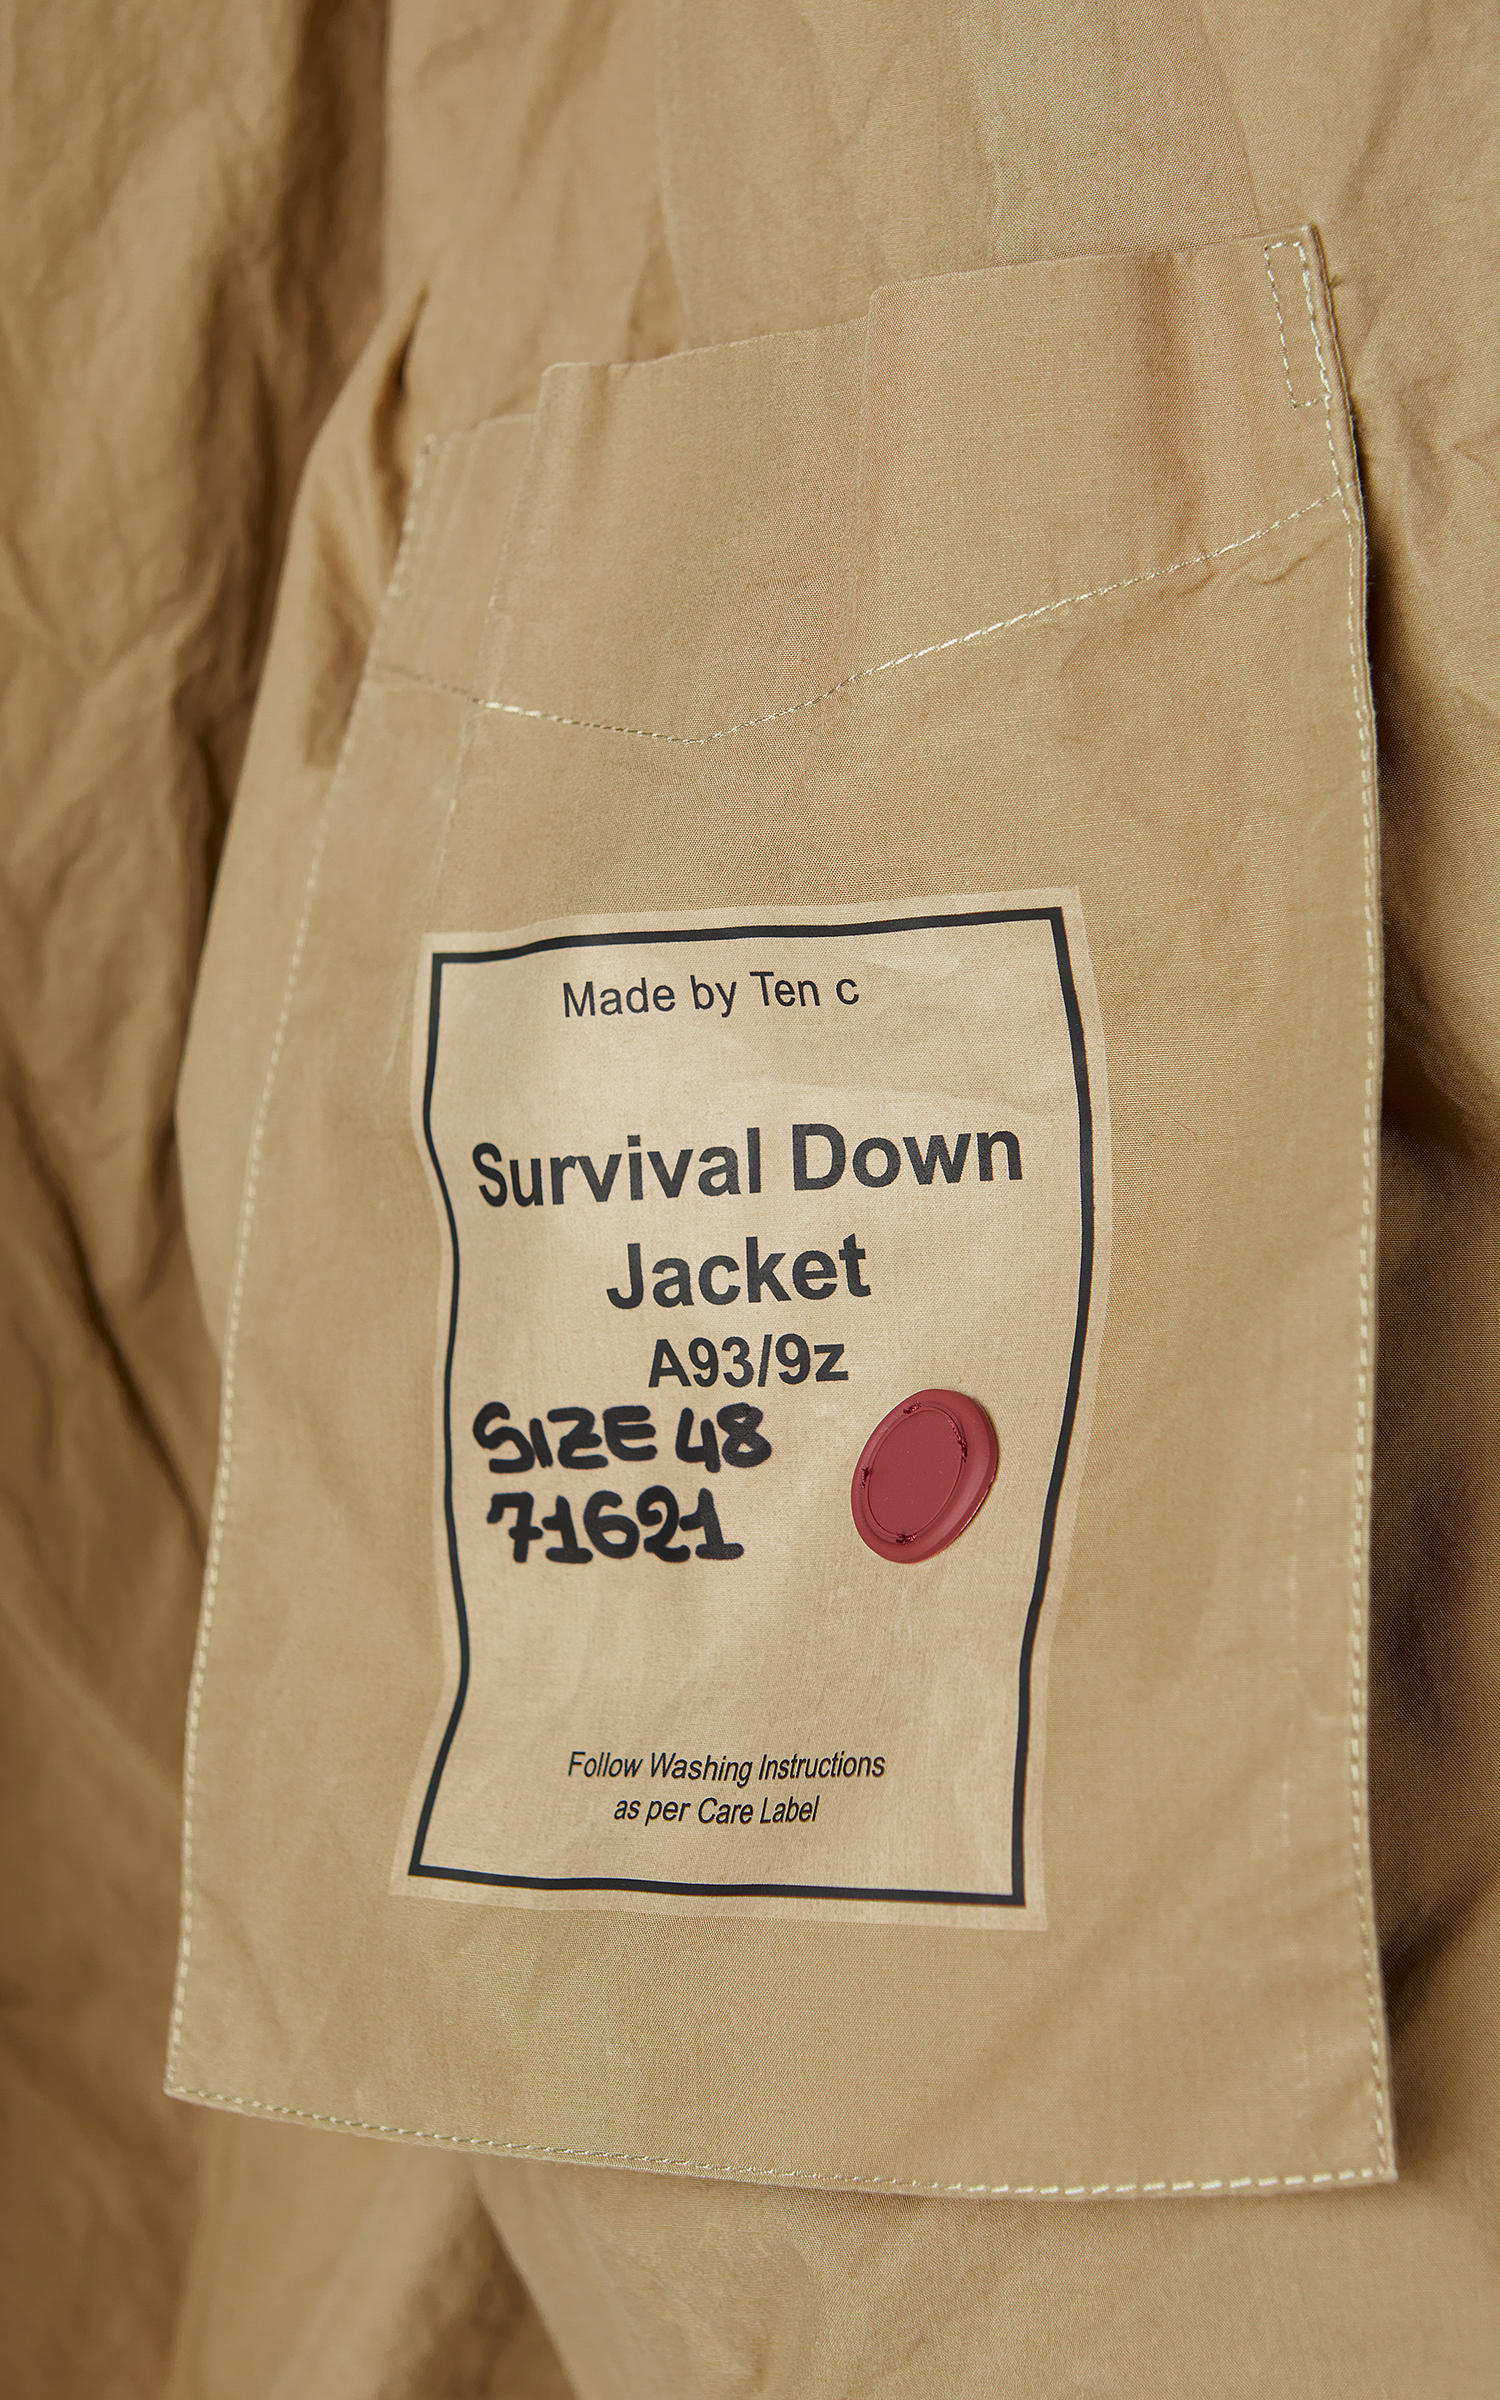 Made by Ten c
Survival Down
Jacket
A93/9z
SIZE 48
71621
Follow Washing Instructions
as per Care Label